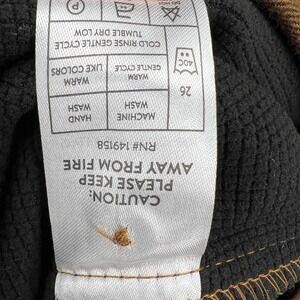 CAUTION:
PLEASE KEEP
AWAY FROM FIRE
RN#149158
MACHINE HAND
WASH WASH
26 WARM WARM
GENTLE CYCLE LIKE COLORS
40C
COLD RINSE GENTLE CYCLE
TUMBLE DRY LOW
P